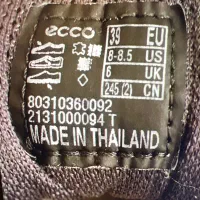 ecco
39 EU
8-8.5 US
6 UK
245(2) CN
80310360092
2131000094 T
MADE IN THAILAND